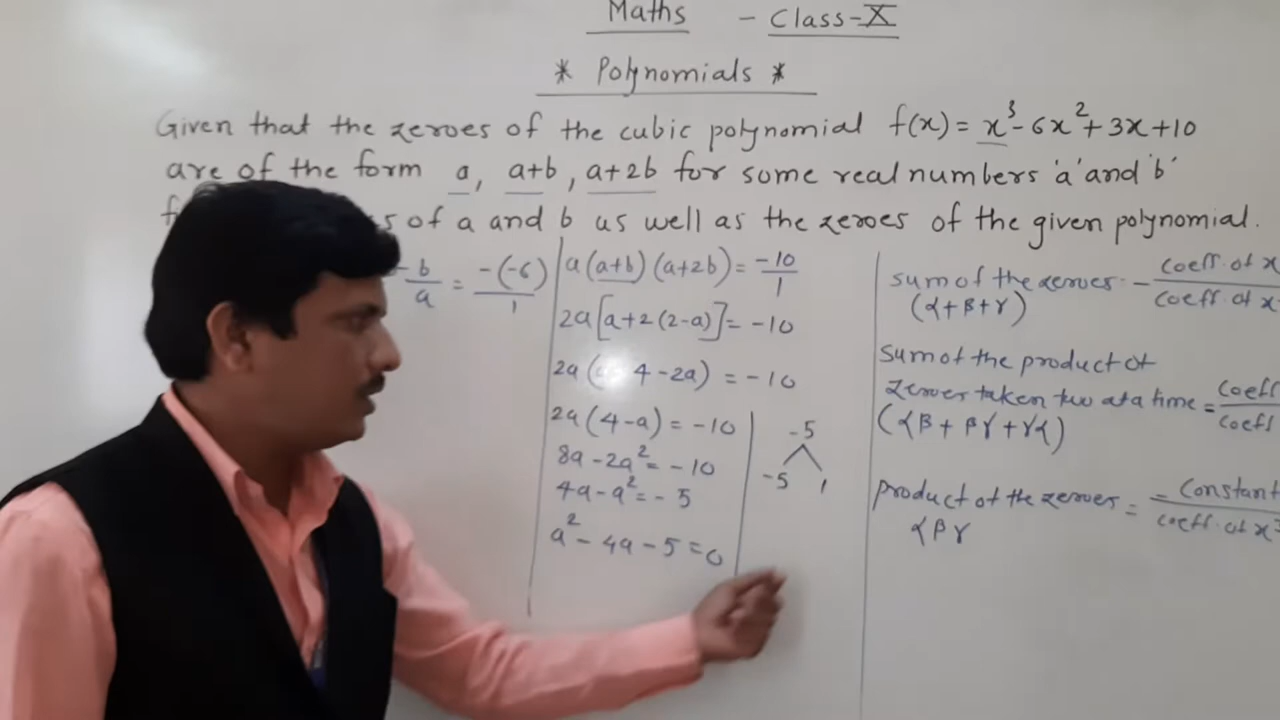 Maths - Class-X
* Polynomials *
Given that the zeroes of the cubic polynomial f(x) = x³-6x²+3x+10
are of the form a, a+b, a+2b for some real numbers 'a' and 'b'
of a and b as well as the zeroes of the given polynomial.
- b/a = -(-6)/1
a(a+b)(a+2b) = -10/1
2a[a+2(2-a)] = -10
2a( 4-2a) = -10
2a(4-a) = -10
8a-2a² = -10
4a-a² = -5
a²-4a-5=0
-5
-5 1
sum of the zeroes - coeff. of x / coeff. of x
(α+β+γ)
sum of the product of
zeroes taken two at a time = coeff / coeff
(αβ+βγ+γα)
product of the zeroes = -constant / coeff. of x
αβγ